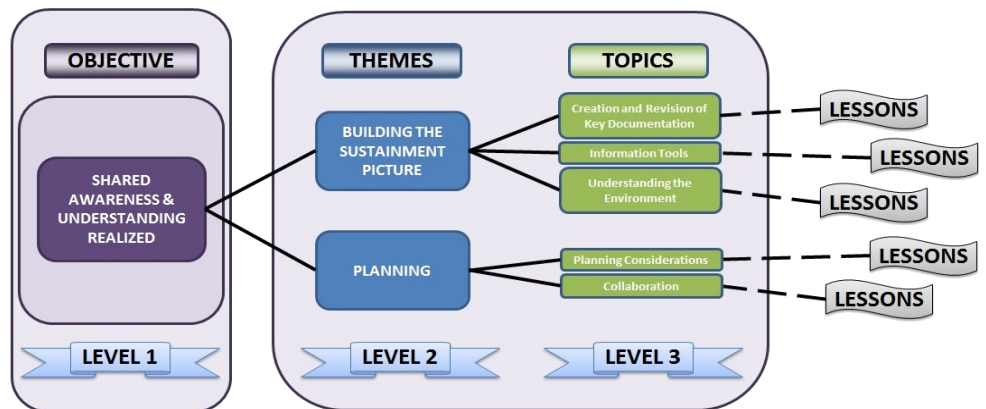 OBJECTIVE
THEMES
TOPICS
SHARED
AWARENESS &
UNDERSTANDING
REALIZED
BUILDING THE
SUSTAINMENT
PICTURE
PLANNING
Creation and Revision of
Key Documentation
Information Tools
Understanding the
Environment
Planning Considerations
Collaboration
LESSONS
LESSONS
LESSONS
LESSONS
LESSONS
LEVEL 1
LEVEL 2
LEVEL 3